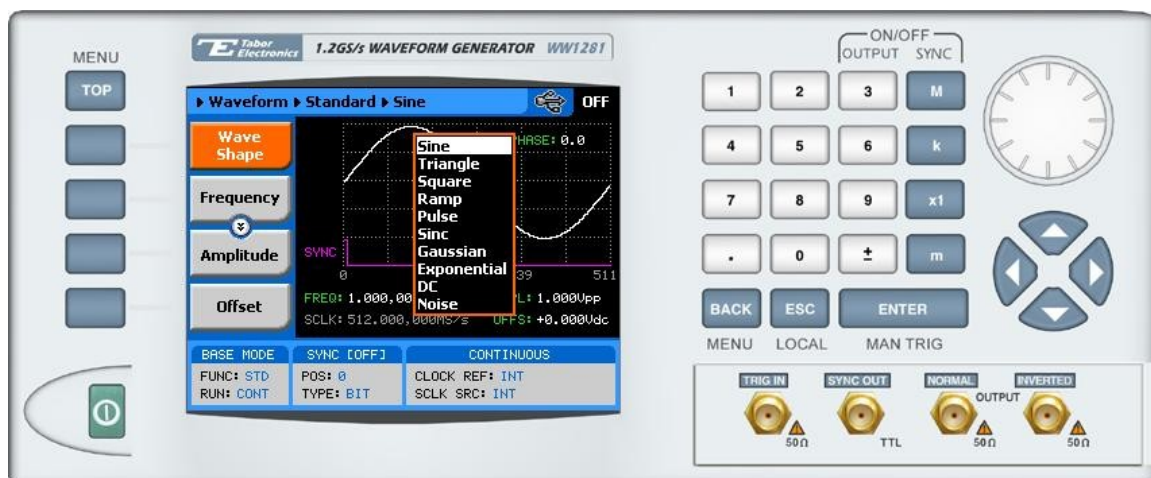 MENU
TOP
Tabor Electronics 1.2GS/s WAVEFORM GENERATOR WW1281
Waveform Standard Sine OFF
Wave Shape
Frequency
Amplitude
Offset
PHASE: 0.0
Sine
Triangle
Square
Ramp
Pulse
Sinc
Gaussian
Exponential
DC
Noise
SYNC
0 39 511
FREQ: 1.000,00 L: 1.000Vpp
SCLK: 512.000,000MS/s OFFS: +0.000Vdc
BASE MODE SYNC [OFF] CONTINUOUS
FUNC: STD POS: 0 CLOCK REF: INT
RUN: CONT TYPE: BIT SCLK SRC: INT
ON/OFF
OUTPUT SYNC
1 2 3 M
4 5 6 k
7 8 9 x1
. 0 ± m
BACK ESC ENTER
MENU LOCAL MAN TRIG
TRIG IN SYNC OUT NORMAL INVERTED
OUTPUT
50Ω TTL 50Ω 50Ω